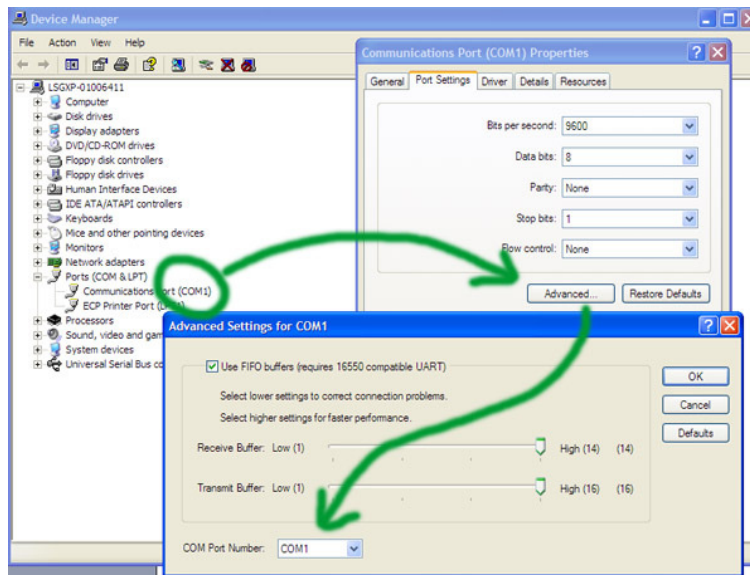 Device Manager
File Action View Help
LSGXP-01006411
Computer
Disk drives
Display adapters
DVD/CD-ROM drives
Floppy disk controllers
Floppy disk drives
Human Interface Devices
IDE ATA/ATAPI controllers
Keyboards
Mice and other pointing devices
Monitors
Network adapters
Ports (COM & LPT)
Communications Port (COM1)
ECP Printer Port
Processors
Sound, video and gam
System devices
Universal Serial Bus co
Communications Port (COM1) Properties
General Port Settings Driver Details Resources
Bits per second: 9600
Data bits: 8
Parity: None
Stop bits: 1
Flow control: None
Advanced... Restore Defaults
Advanced Settings for COM1
Use FIFO buffers (requires 16550 compatible UART)
Select lower settings to correct connection problems.
Select higher settings for faster performance.
Receive Buffer: Low (1) High (14) (14)
Transmit Buffer: Low (1) High (16) (16)
COM Port Number: COM1
OK
Cancel
Defaults